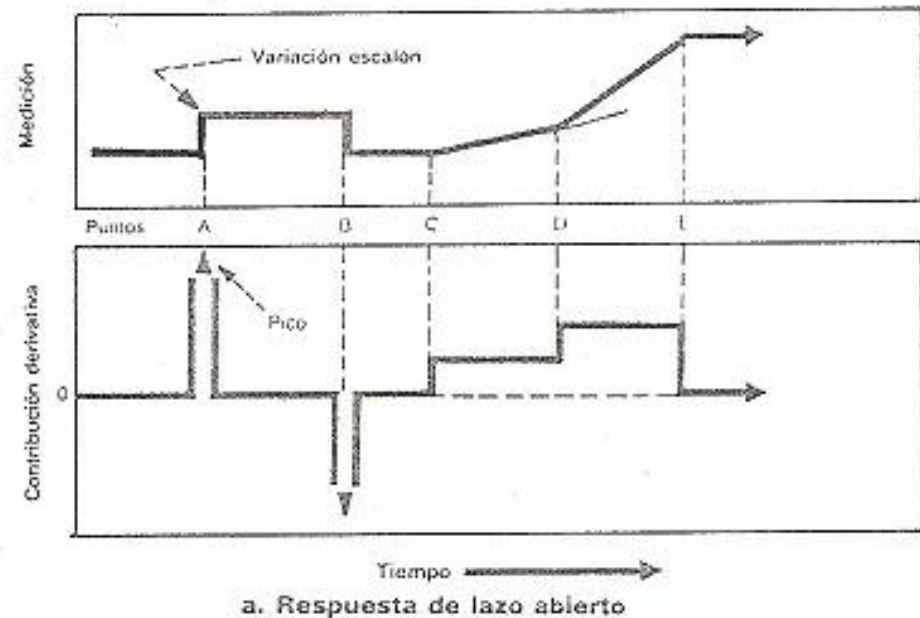 Medición
Variación escalón
Puntos A B C D E
Contribución derivativa
Pico
0
Tiempo
a. Respuesta de lazo abierto